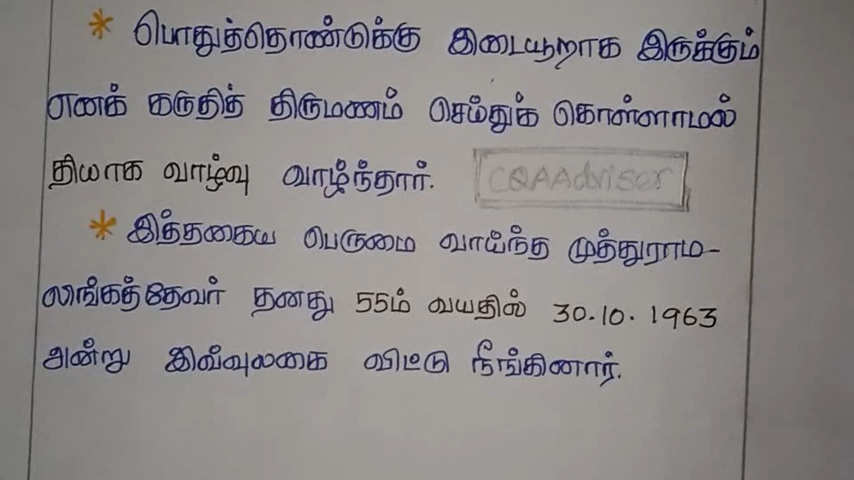 * பொதுத்தொண்டுக்கு இடையூறாக இருக்கும்
எனக் கருதித் திருமணம் செய்துக் கொள்ளாமல்
தியாக வாழ்வு வாழ்ந்தார். CQAAdviser
* இத்தகைய பெருமை வாய்ந்த முத்துராம-
லிங்கத்தேவர் தனது 55ம் வயதில் 30.10.1963
அன்று இவ்வுலகை விட்டு நீங்கினார்.